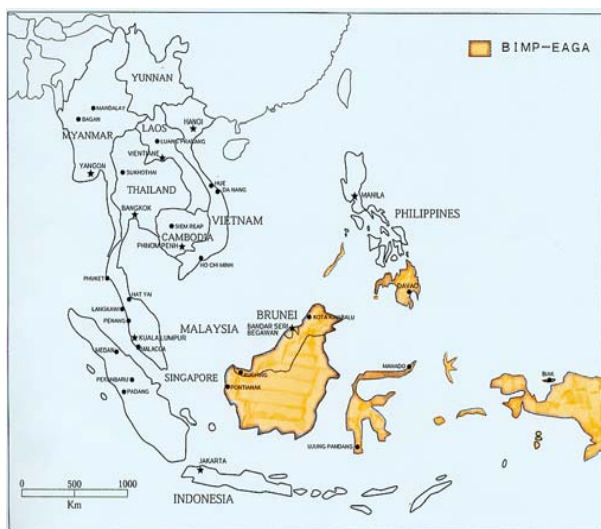 BIMP-EAGA
YUNNAN
MANDALAY
BAGAN
MYANMAR
HANOI
LAOS
LUANG PRABANG
VIENTIANE
YANGON
SUKHOTHAI
HUE
DA NANG
THAILAND
BANGKOK
VIETNAM
SIEM REAP
CAMBODIA
PHNOM PENH
HO CHI MINH
MANILA
PHILIPPINES
DAVAO
PHUKET
HAT YAI
LANGKAWI
PENANG
BRUNEI
KOTA KINABALU
BANDAR SERI
BEGAWAN
MALAYSIA
KUALA LUMPUR
MALACCA
MEDAN
SINGAPORE
KUCHING
PONTIANAK
PEKANBARU
PADANG
MANADO
BIAK
UJUNG PANDANG
JAKARTA
INDONESIA
0 500 1000
Km